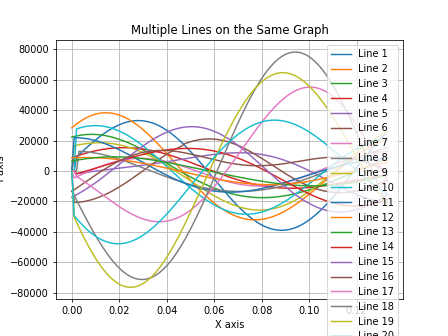 Multiple Lines on the Same Graph
80000
60000
40000
20000
0
−20000
−40000
−60000
−80000
0.00
0.02
0.04
0.06
0.08
0.10
X axis
Line 1
Line 2
Line 3
Line 4
Line 5
Line 6
Line 7
Line 8
Line 9
Line 10
Line 11
Line 12
Line 13
Line 14
Line 15
Line 16
Line 17
Line 18
Line 19
Line 20